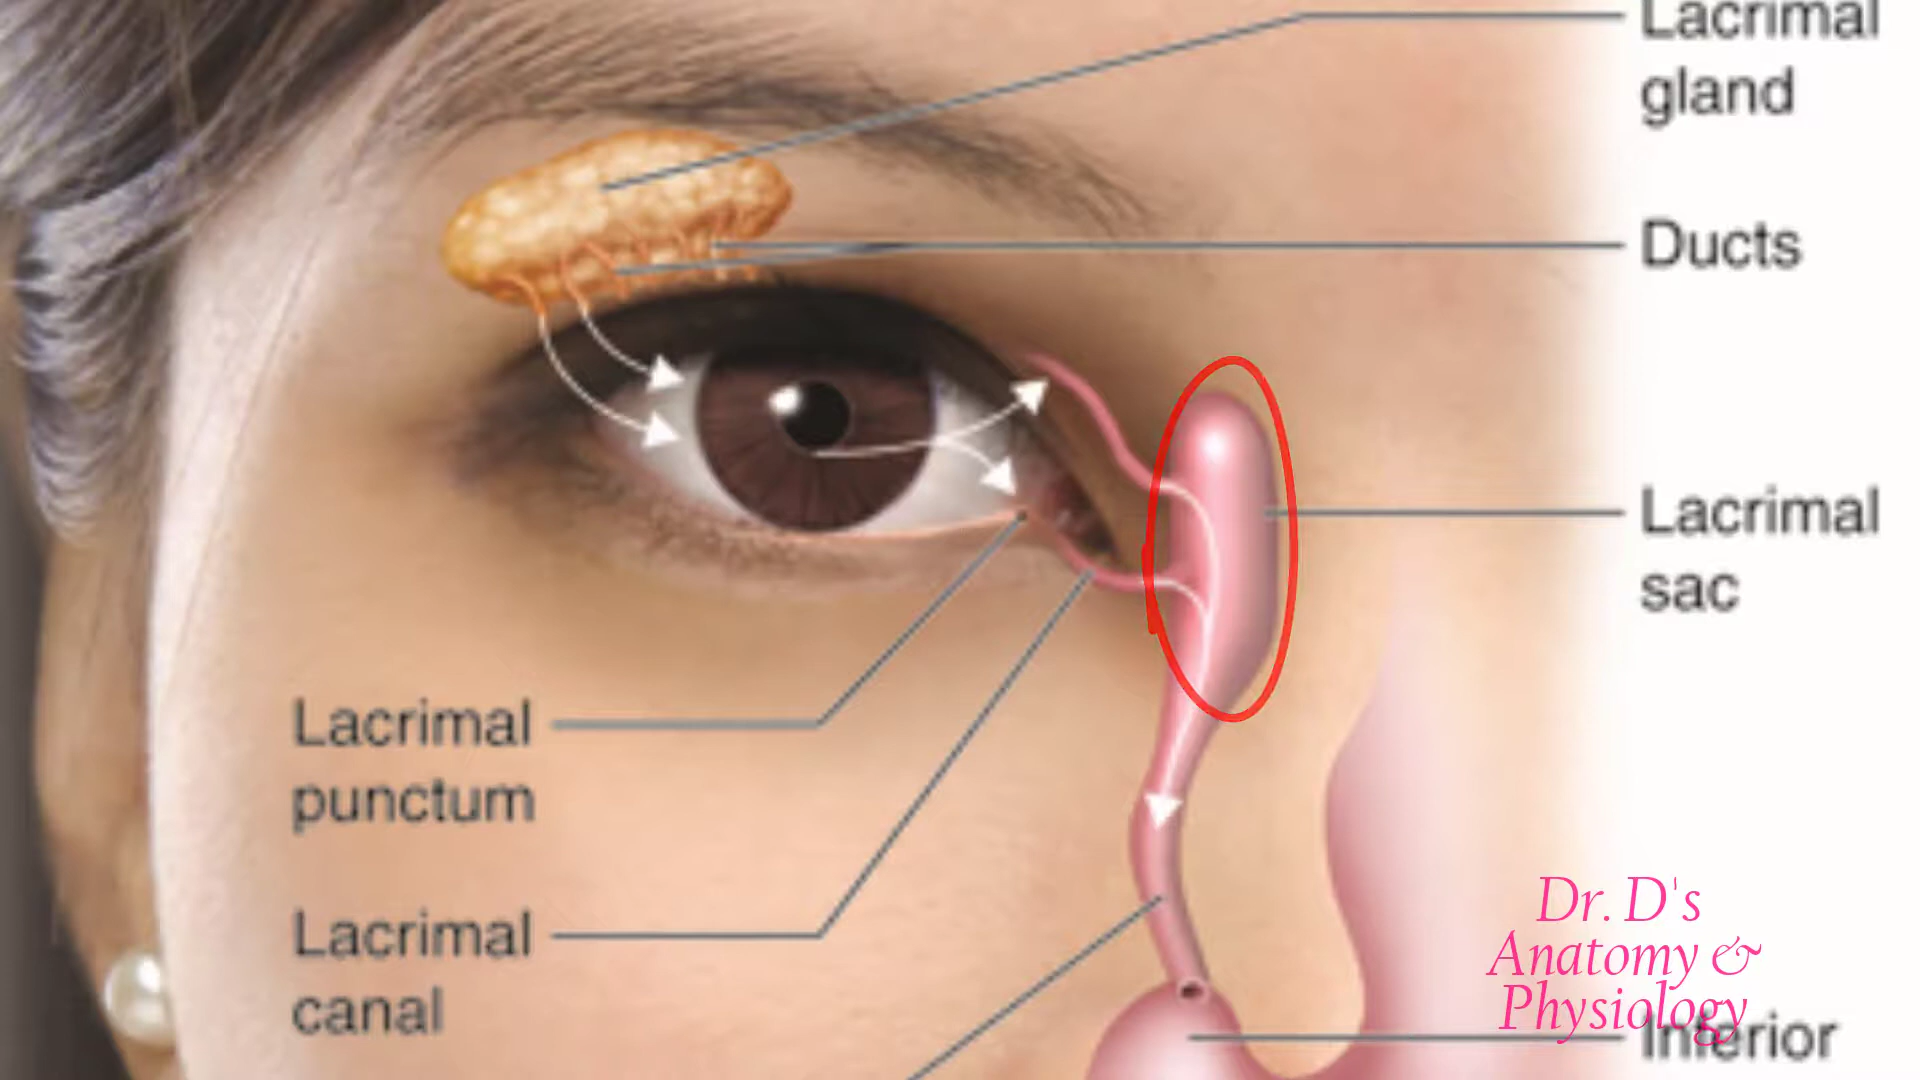 Lacrimal
gland
Ducts
Lacrimal
sac
Lacrimal
punctum
Lacrimal
canal
Dr. D's
Anatomy &
Physiology
Inferior